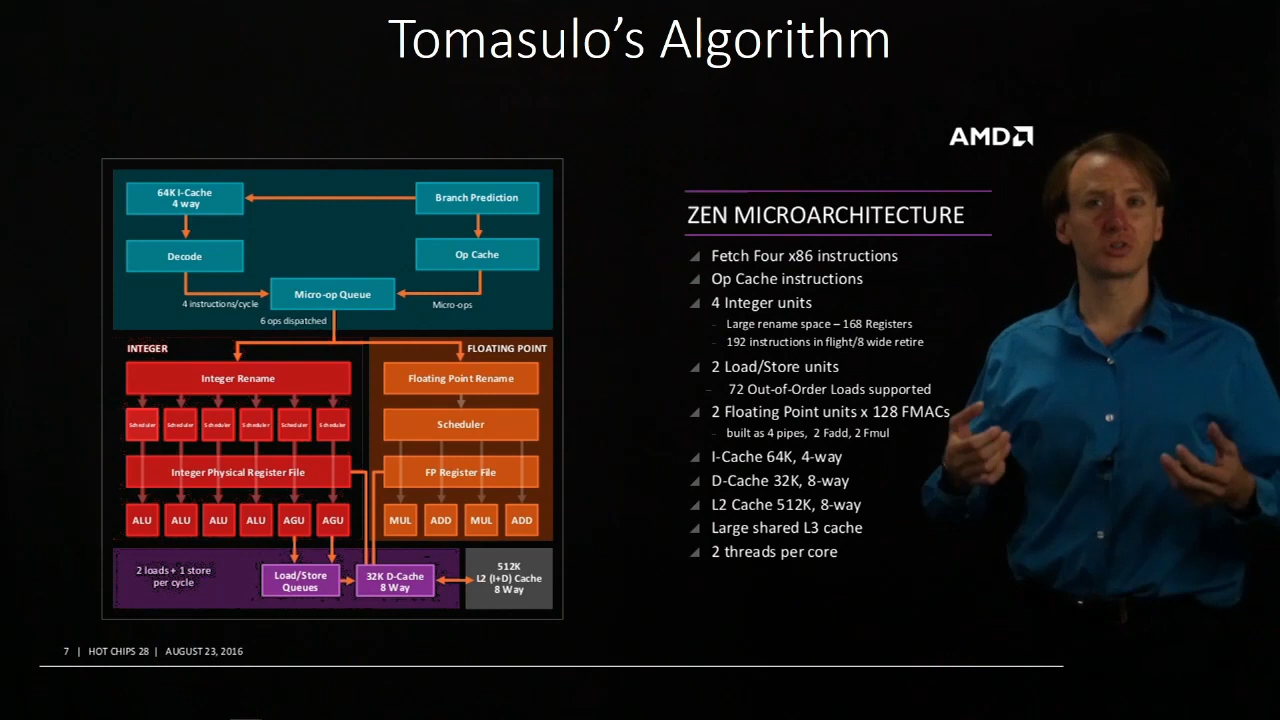 Tomasulo's Algorithm
AMD
64K I-Cache
4 way
Branch Prediction
Decode
Op Cache
Micro-op Queue
4 instructions/cycle
Micro-ops
6 ops dispatched
INTEGER
FLOATING POINT
Integer Rename
Floating Point Rename
Scheduler
Scheduler
Scheduler
Scheduler
Scheduler
Scheduler
Scheduler
Integer Physical Register File
FP Register File
ALU
ALU
ALU
ALU
AGU
AGU
MUL
ADD
MUL
ADD
2 loads + 1 store
per cycle
Load/Store
Queues
32K D-Cache
8 Way
512K
L2 (I+D) Cache
8 Way
ZEN MICROARCHITECTURE
Fetch Four x86 instructions
Op Cache instructions
4 Integer units
- Large rename space – 168 Registers
- 192 instructions in flight/8 wide retire
2 Load/Store units
– 72 Out-of-Order Loads supported
2 Floating Point units x 128 FMACs
- built as 4 pipes, 2 Fadd, 2 Fmul
I-Cache 64K, 4-way
D-Cache 32K, 8-way
L2 Cache 512K, 8-way
Large shared L3 cache
2 threads per core
7 | HOT CHIPS 28 | AUGUST 23, 2016